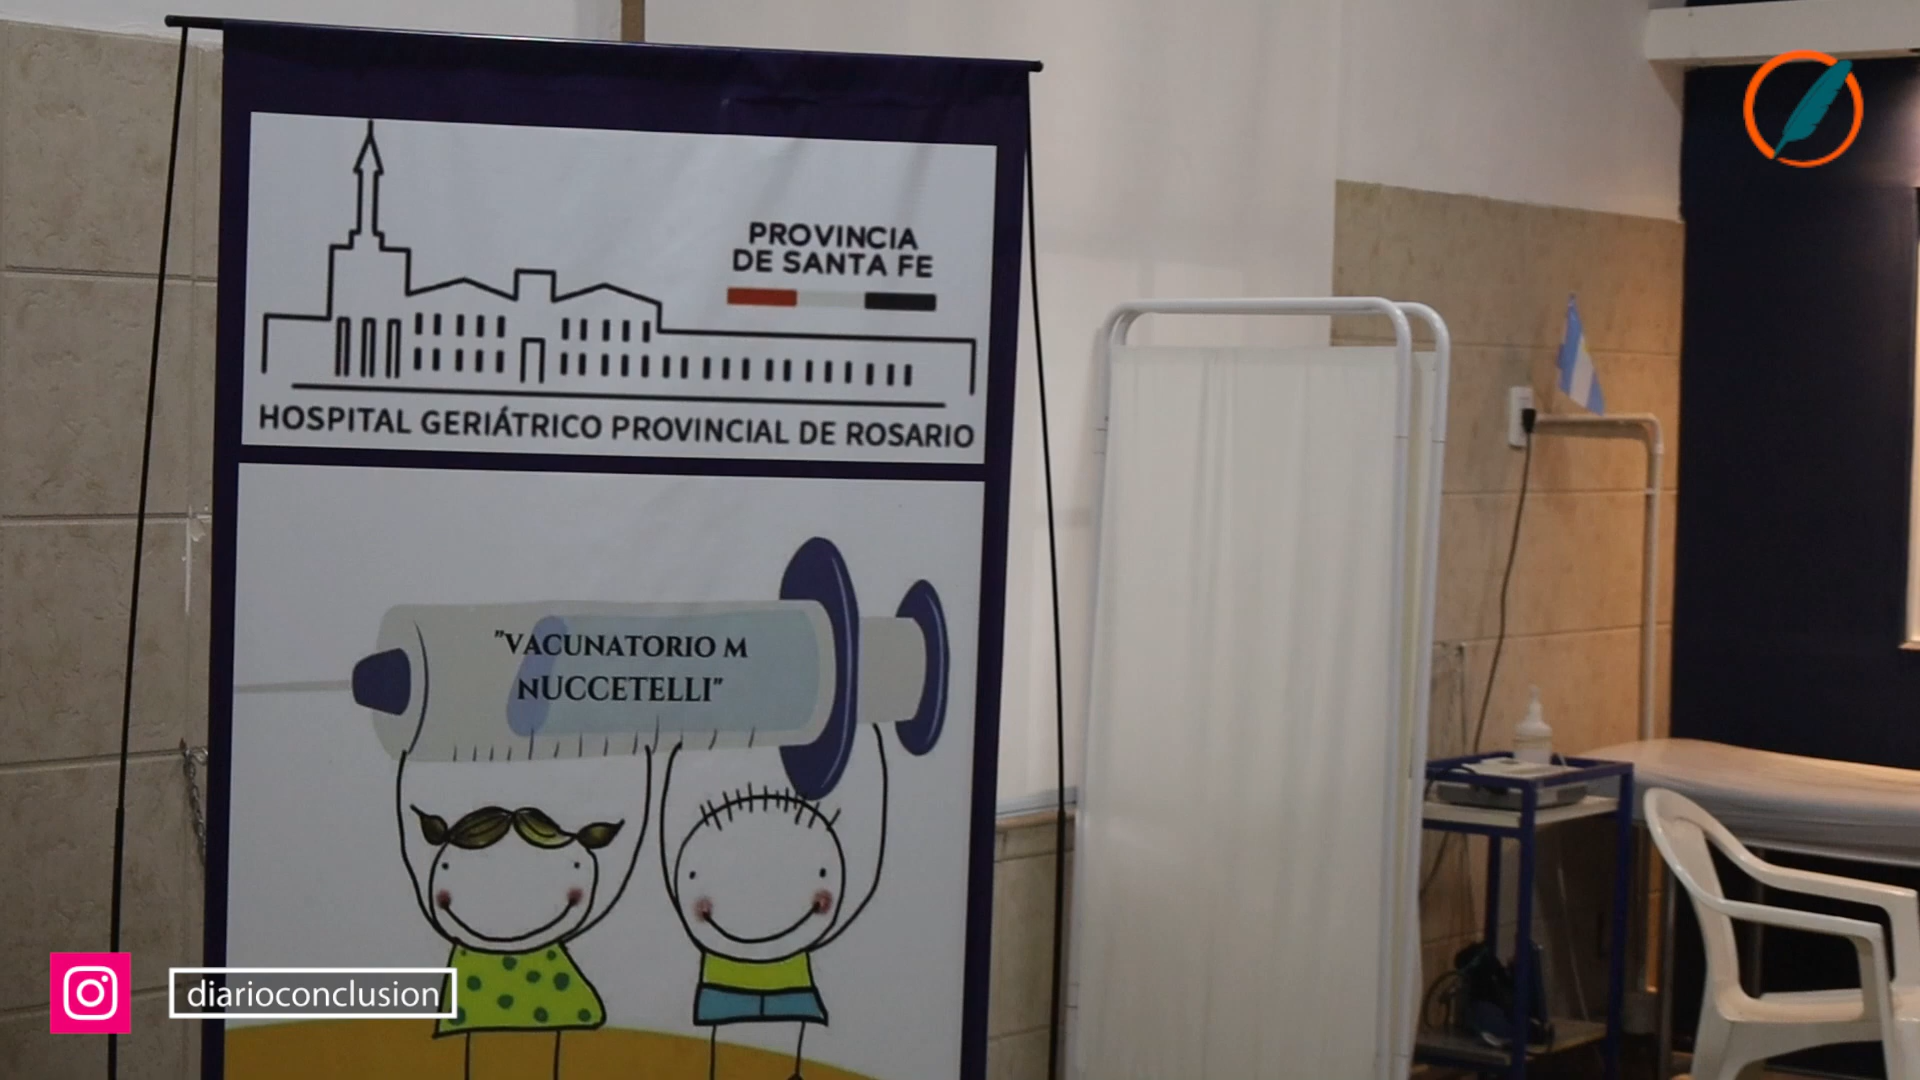 PROVINCIA
DE SANTA FE
HOSPITAL GERIÁTRICO PROVINCIAL DE ROSARIO
"VACUNATORIO M
NUCCETELLI"
diarioconclusion